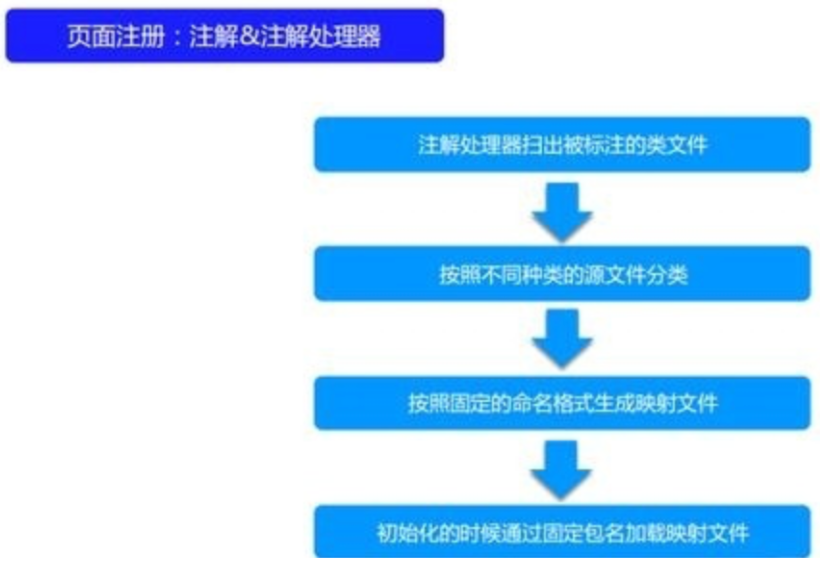 页面注册：注解&注解处理器
注解处理器扫出被标注的类文件
按照不同种类的源文件分类
按照固定的命名格式生成映射文件
初始化的时候通过固定包名加载映射文件